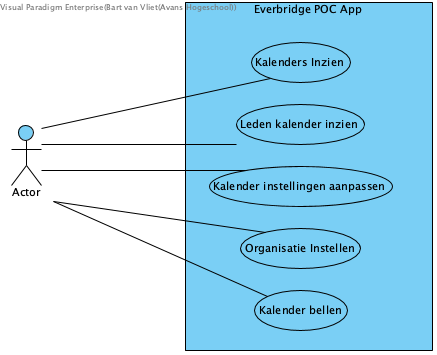 Visual Paradigm Enterprise(Bart van Vliet(Avans Hogeschool))
Everbridge POC App
Kalenders Inzien
Leden kalender inzien
Kalender instellingen aanpassen
Actor
Organisatie Instellen
Kalender bellen